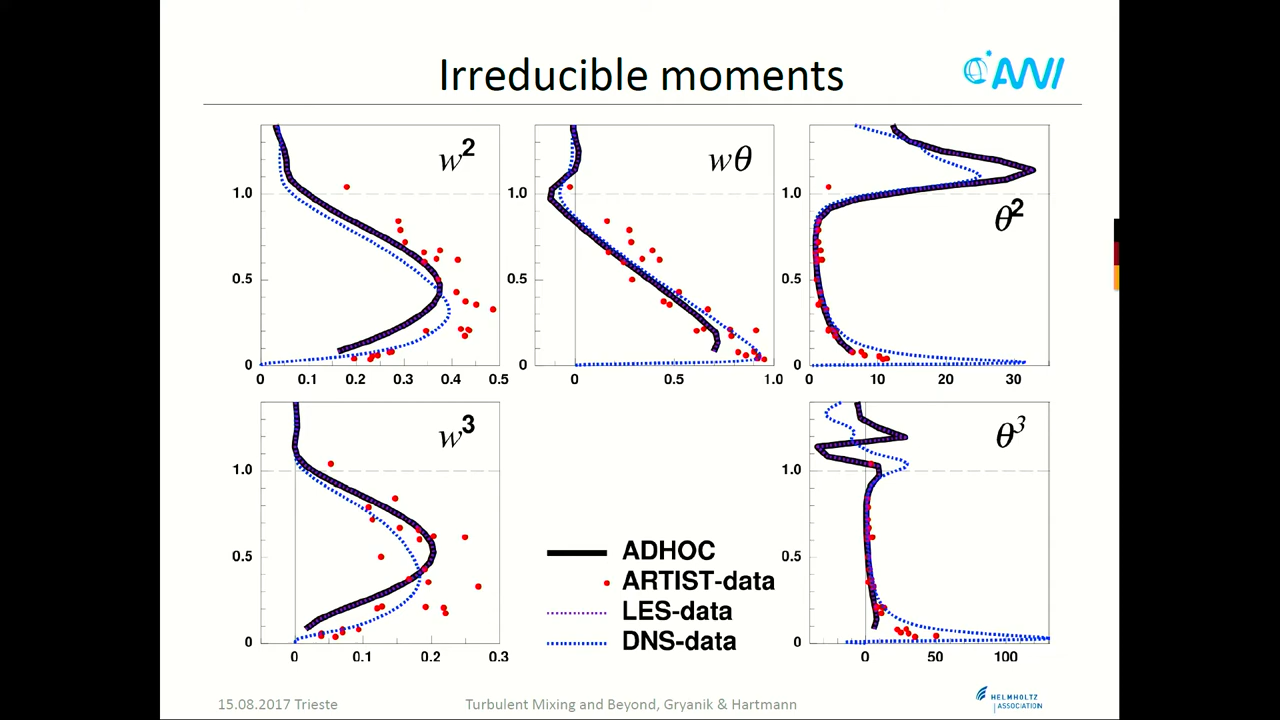 Irreducible moments
AWI
w²
wθ
θ²
1.0
0.5
0
0 0.1 0.2 0.3 0.4 0.5
1.0
0.5
0
0 0.5 1.0
1.0
0.5
0
0 10 20 30
w³
θ³
1.0
0.5
0
0 0.1 0.2 0.3
1.0
0.5
0
0 50 100
ADHOC
ARTIST-data
LES-data
DNS-data
15.08.2017 Trieste
Turbulent Mixing and Beyond, Gryanik & Hartmann
HELMHOLTZ
ASSOCIATION